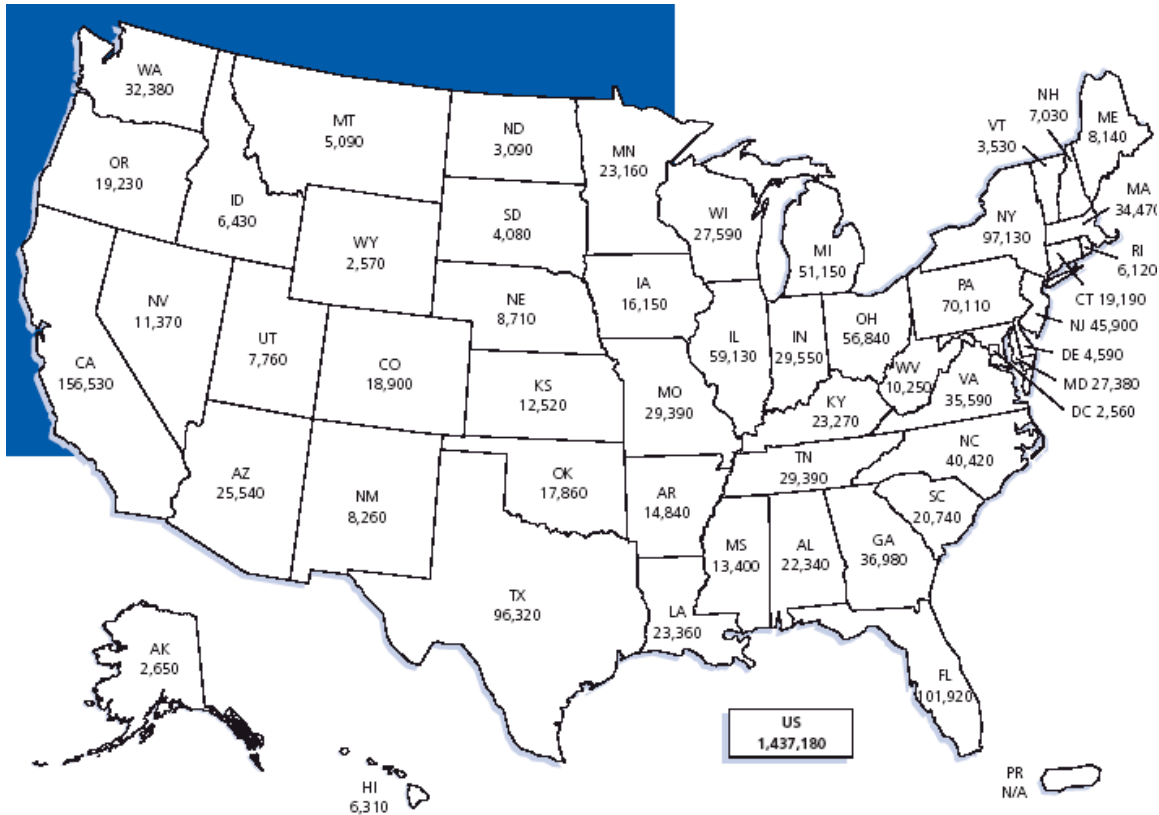 WA
32,380
MT
5,090
ND
3,090
MN
23,160
NH
7,030
VT
3,530
ME
8,140
OR
19,230
ID
6,430
SD
4,080
WI
27,590
MI
51,150
NY
97,130
MA
34,470
RI
6,120
CT 19,190
WY
2,570
IA
16,150
PA
70,110
NJ 45,900
NV
11,370
NE
8,710
UT
7,760
CO
18,900
IL
59,130
IN
29,550
OH
56,840
DE 4,590
MD 27,380
DC 2,560
CA
156,530
KS
12,520
MO
29,390
WV
10,250
VA
35,590
KY
23,270
NC
40,420
TN
29,390
AZ
25,540
NM
8,260
OK
17,860
AR
14,840
SC
20,740
MS
13,400
AL
22,340
GA
36,980
TX
96,320
LA
23,360
AK
2,650
FL
101,920
US
1,437,180
HI
6,310
PR
N/A